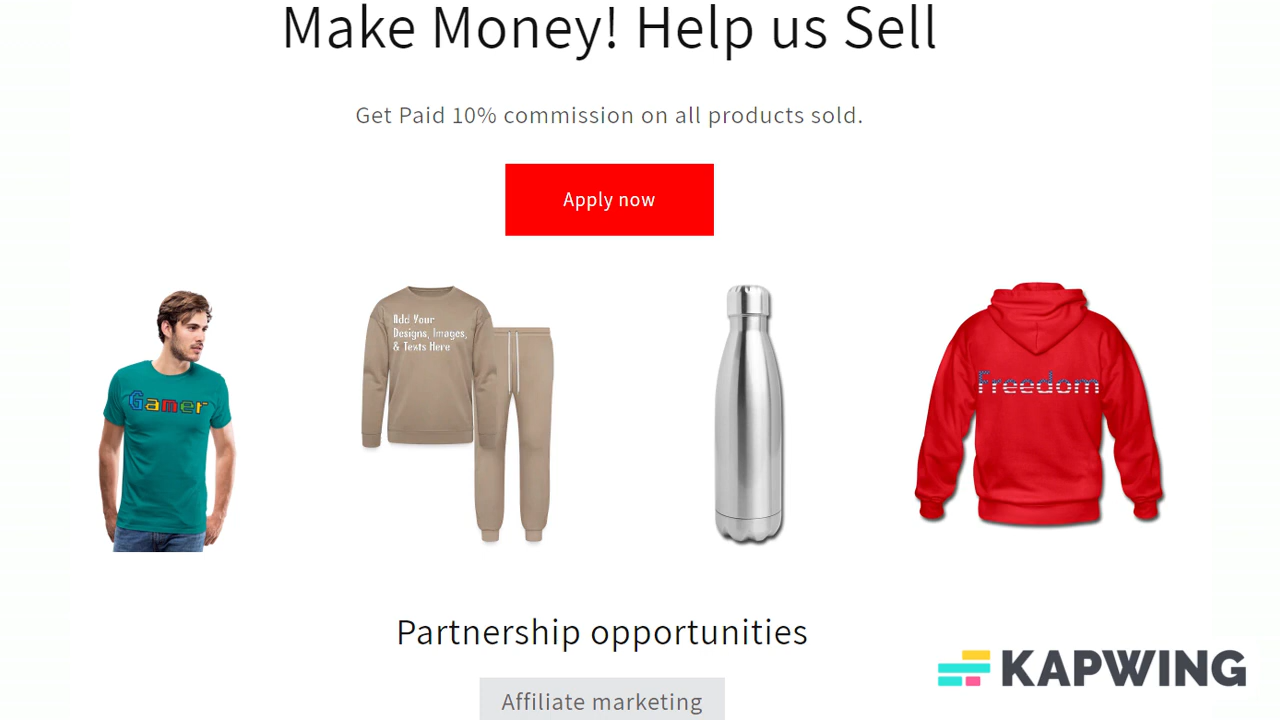 Make Money! Help us Sell
Get Paid 10% commission on all products sold.
Apply now
Gamer
Add Your
Designs, Images,
& Texts Here
Freedom
Partnership opportunities
Affiliate marketing
KAPWING